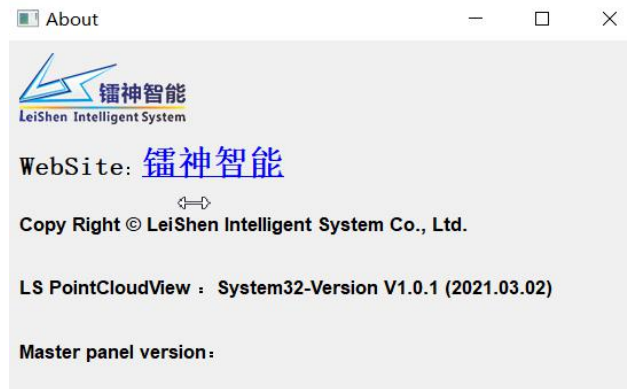 About
镭神智能
LeiShen Intelligent System
WebSite: 镭神智能
Copy Right © LeiShen Intelligent System Co., Ltd.
LS PointCloudView ： System32-Version V1.0.1 (2021.03.02)
Master panel version：